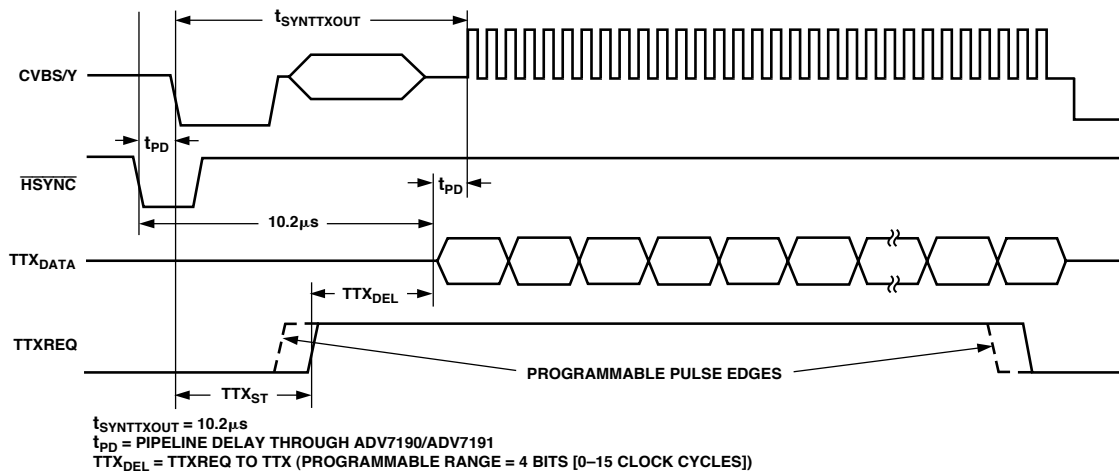 tSYNTTXOUT
CVBS/Y
tPD
HSYNC
tPD
10.2μs
TTXDATA
TTXDEL
TTXREQ
PROGRAMMABLE PULSE EDGES
TTXST
tSYNTTXOUT = 10.2μs
tPD = PIPELINE DELAY THROUGH ADV7190/ADV7191
TTXDEL = TTXREQ TO TTX (PROGRAMMABLE RANGE = 4 BITS [0–15 CLOCK CYCLES])